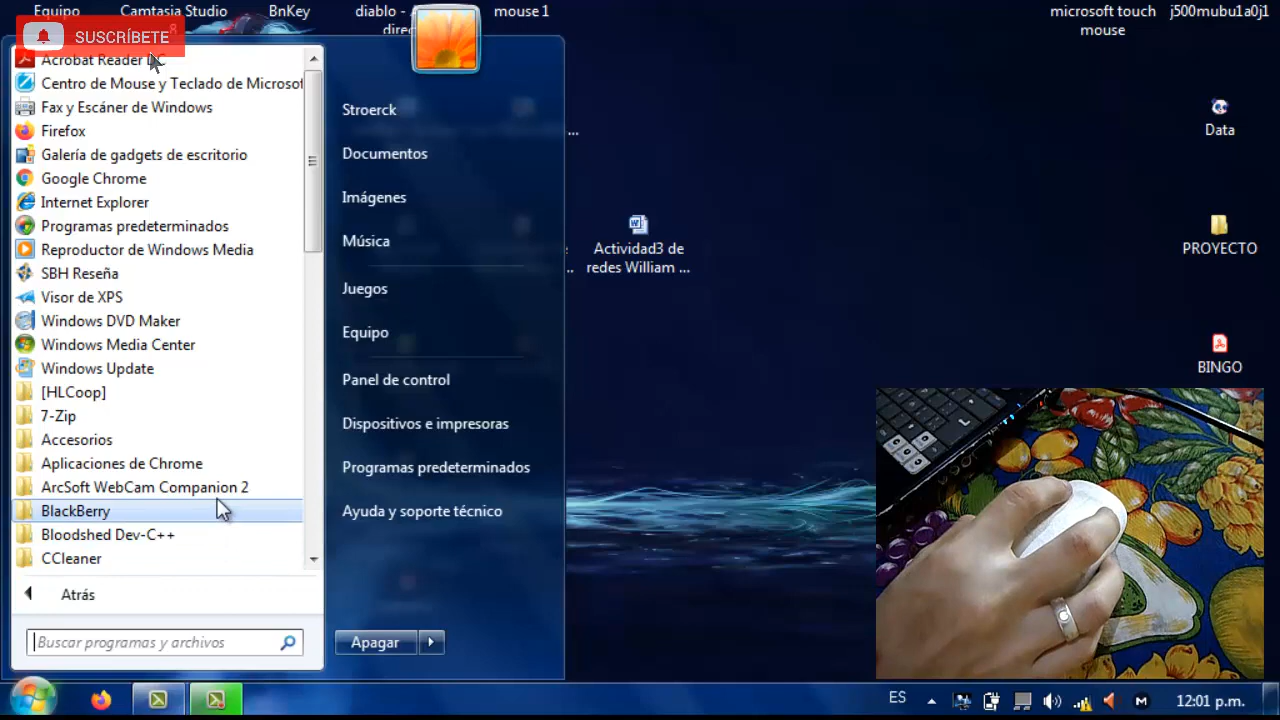 Equipo
Camtasia Studio
8
BnKey
diablo -
direc
mouse 1
microsoft touch
mouse
j500mubu1a0j1
SUSCRÍBETE
Acrobat Reader
Centro de Mouse y Teclado de Microsof
Fax y Escáner de Windows
Firefox
Galería de gadgets de escritorio
Google Chrome
Internet Explorer
Programas predeterminados
Reproductor de Windows Media
SBH Reseña
Visor de XPS
Windows DVD Maker
Windows Media Center
Windows Update
[HLCoop]
7-Zip
Accesorios
Aplicaciones de Chrome
ArcSoft WebCam Companion 2
BlackBerry
Bloodshed Dev-C++
CCleaner
Atrás
Buscar programas y archivos
Stroerck
Documentos
Imágenes
Música
Juegos
Equipo
Panel de control
Dispositivos e impresoras
Programas predeterminados
Ayuda y soporte técnico
Apagar
Actividad3 de
redes William ...
Data
PROYECTO
BINGO
ES
12:01 p.m.